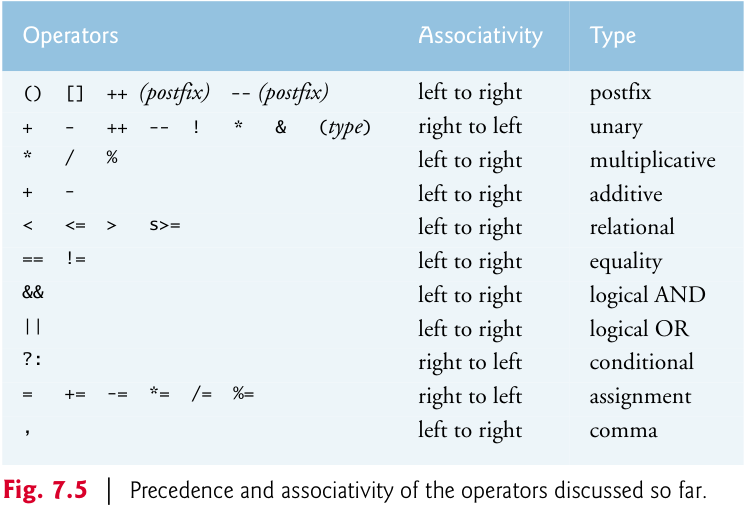 Operators Associativity Type
() [] ++ (postfix) -- (postfix) left to right postfix
+ - ++ -- ! * & (type) right to left unary
* / % left to right multiplicative
+ - left to right additive
< <= > s>= left to right relational
== != left to right equality
&& left to right logical AND
|| left to right logical OR
?: right to left conditional
= += -= *= /= %= right to left assignment
, left to right comma
Fig. 7.5 | Precedence and associativity of the operators discussed so far.